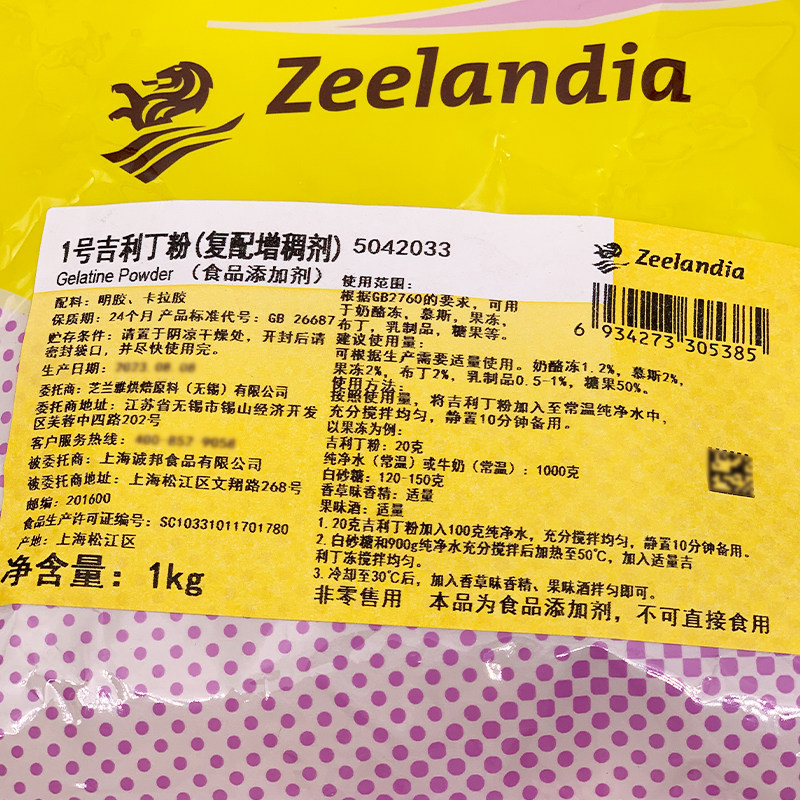 Zeelandia
1号吉利丁粉(复配增稠剂) 5042033
Gelatine Powder （食品添加剂）
配料：明胶、卡拉胶
保质期：24个月 产品标准代号：GB 26687
贮存条件：请置于阴凉干燥处，开封后请
密封袋口，并尽快使用完。
生产日期：
委托商：芝兰雅烘焙原料（无锡）有限公司
委托商地址：江苏省无锡市锡山经济开发
区芙蓉中四路202号
客户服务热线：
被委托商：上海诚邦食品有限公司
被委托商地址：上海松江区文翔路268号
邮编：201600
食品生产许可证编号：SC10331011701780
产地：上海松江区
净含量：1kg
使用范围：
根据GB2760的要求，可用
于奶酪冻，慕斯，果冻，
布丁，乳制品，糖果等。
建议使用量：
可根据生产需要适量使用。奶酪冻1.2%，慕斯2%，
果冻2%，布丁2%，乳制品0.5-1%，糖果50%。
使用方法：
按照使用量，将吉利丁粉加入至常温纯净水中，
充分搅拌均匀，静置10分钟备用。
以果冻为例：
吉利丁粉：20克
纯净水（常温）或牛奶（常温）：1000克
白砂糖：120-150克
香草味香精：适量
果味酒：适量
1.20克吉利丁粉加入100克纯净水，充分搅拌均匀，静置10分钟备用。
2.白砂糖和900g纯净水充分搅拌后加热至50℃，加入适量吉
利丁冻搅拌均匀。
3.冷却至30℃后，加入香草味香精、果味酒拌匀即可。
非零售用 本品为食品添加剂，不可直接食用
Zeelandia
6 934273 305385